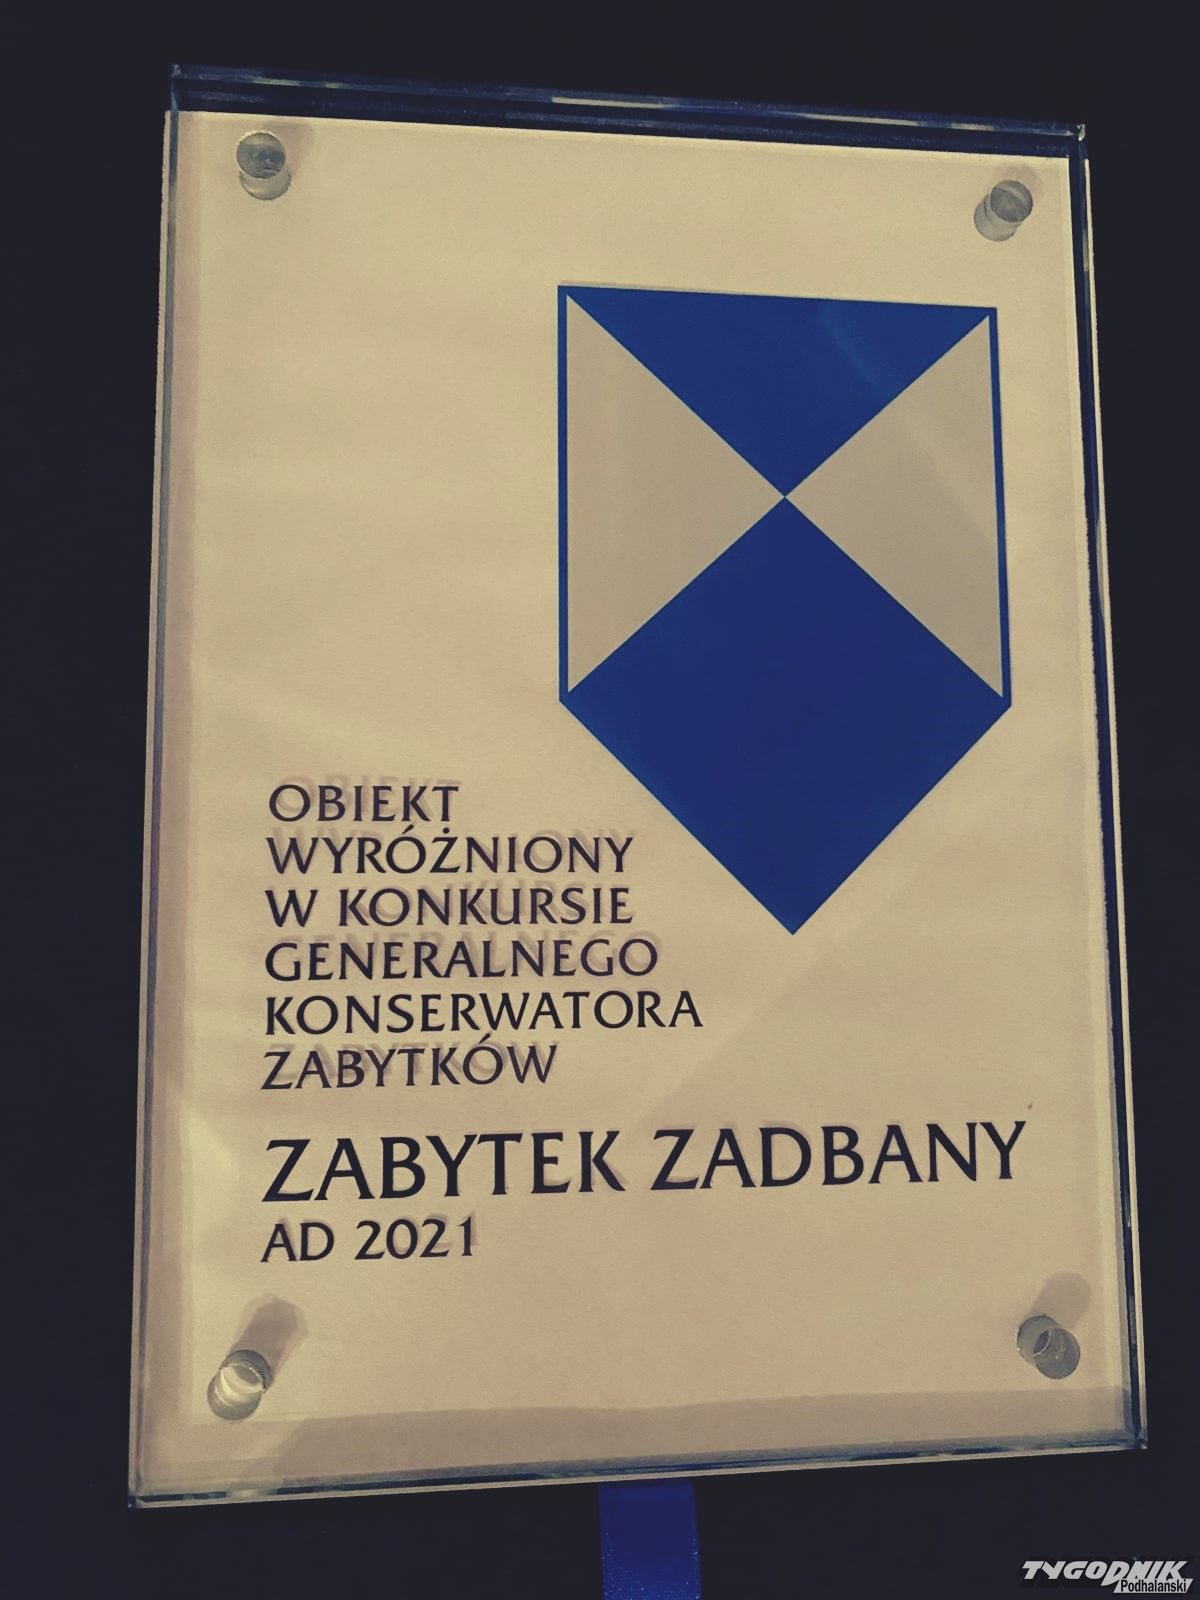 OBIEKT
WYRÓŻNIONY
W KONKURSIE
GENERALNEGO
KONSERWATORA
ZABYTKÓW
ZABYTEK ZADBANY
AD 2021
TYGODNIK
Podhalański